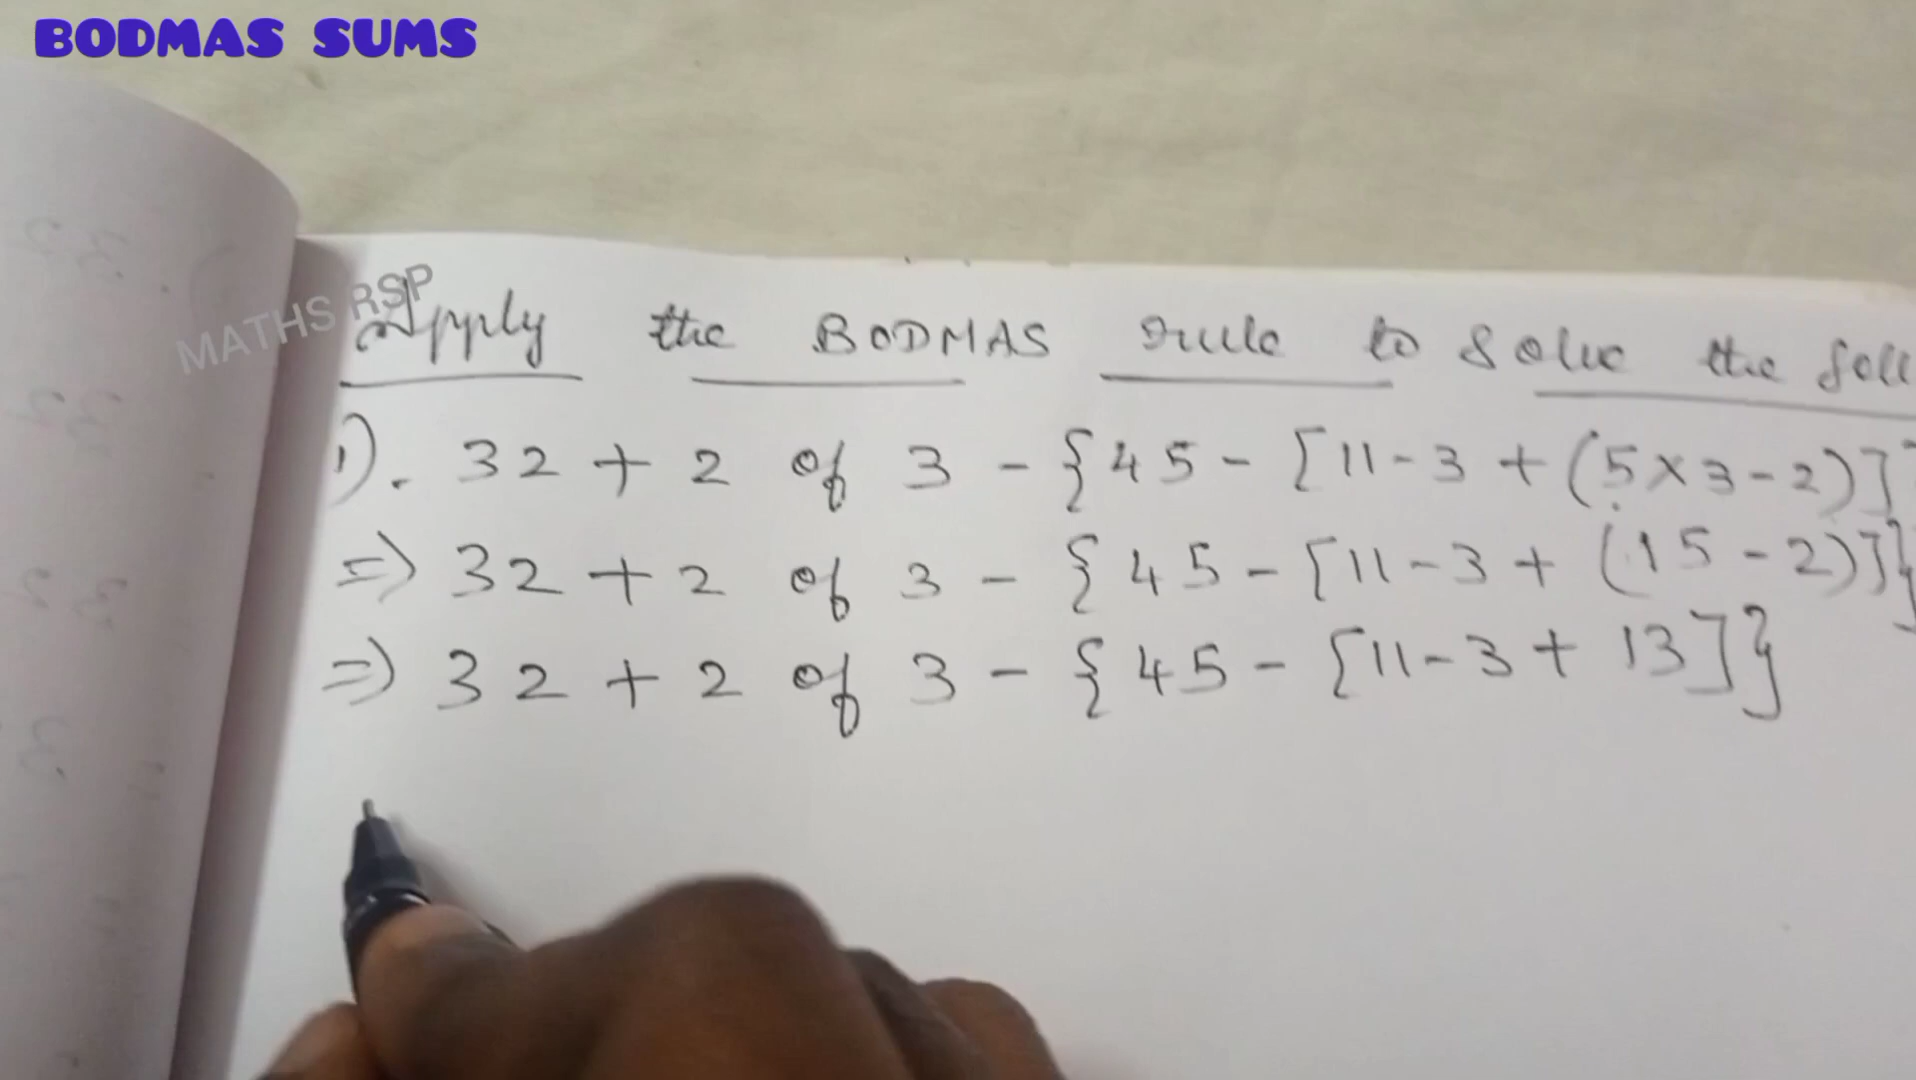 BODMAS SUMS
MATHS RSP
Apply the BODMAS rule to solve the foll
1). 32 + 2 of 3 - {45 - [11 - 3 + (5 × 3 - 2)]}
⇒ 32 + 2 of 3 - {45 - [11 - 3 + (15 - 2)]}
⇒ 32 + 2 of 3 - {45 - [11 - 3 + 13]}